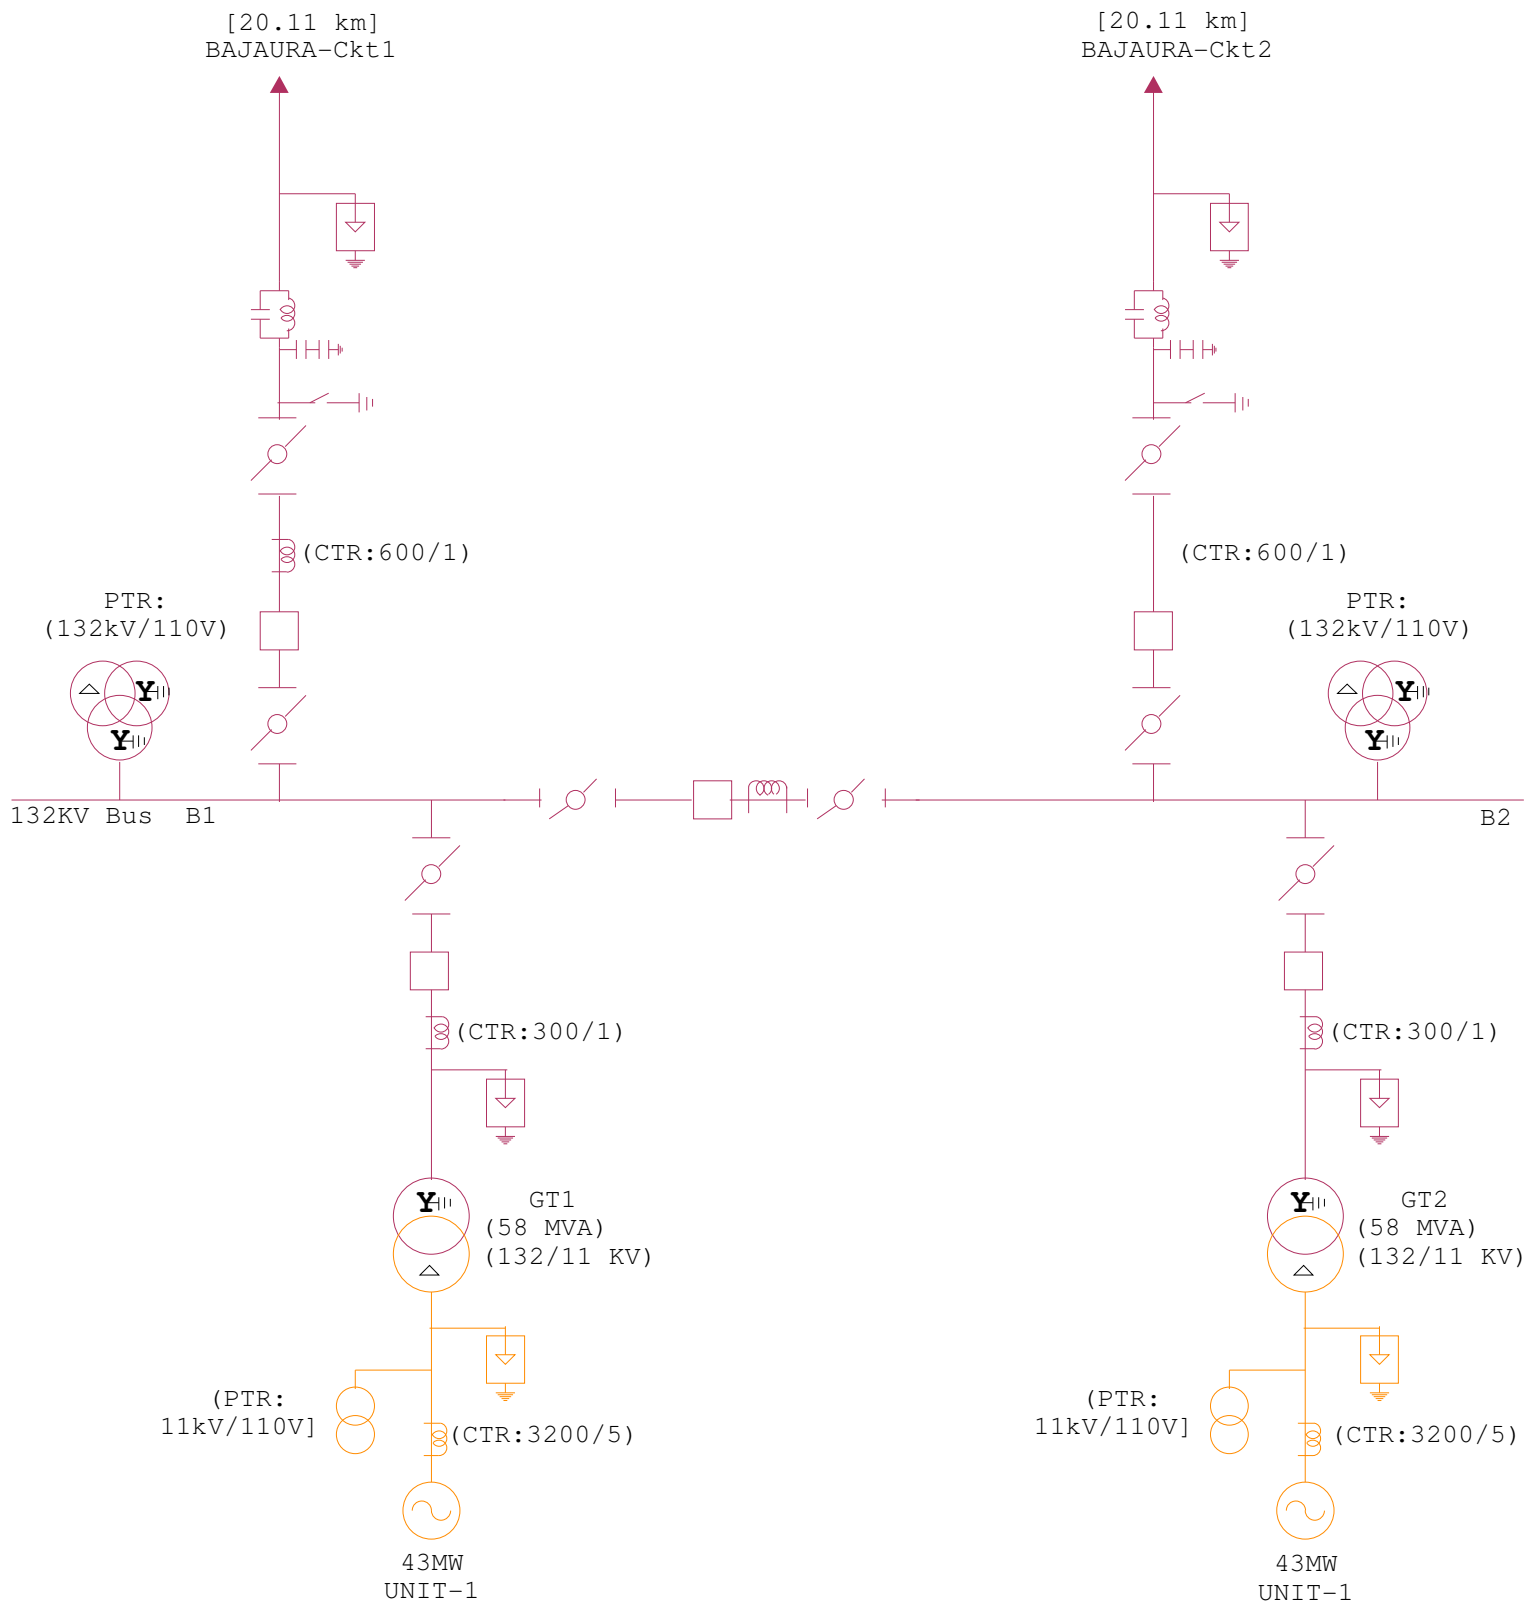 [20.11 km]
BAJAURA-Ckt1
[20.11 km]
BAJAURA-Ckt2
(CTR:600/1)
(CTR:600/1)
PTR:
(132kV/110V)
PTR:
(132kV/110V)
Y
Y
Y
Y
132KV Bus B1
B2
(CTR:300/1)
(CTR:300/1)
Y
GT1
(58 MVA)
(132/11 KV)
Y
GT2
(58 MVA)
(132/11 KV)
(PTR:
11kV/110V]
(CTR:3200/5)
(PTR:
11kV/110V]
(CTR:3200/5)
43MW
UNIT-1
43MW
UNIT-1